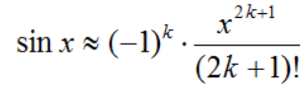 sin x ≈ (−1)^k · x^{2k+1} / (2k + 1)!